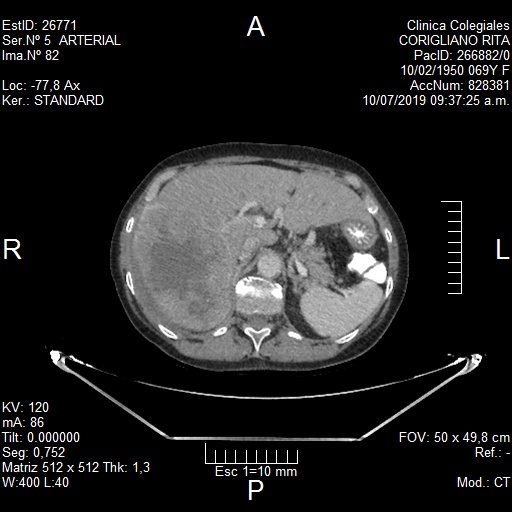 EstID: 26771
Ser.Nº 5 ARTERIAL
Ima.Nº 82
Loc: -77,8 Ax
Ker.: STANDARD
A
Clinica Colegiales
CORIGLIANO RITA
PacID: 266882/0
10/02/1950 069Y F
AccNum: 828381
10/07/2019 09:37:25 a.m.
R
L
KV: 120
mA: 86
Tilt: 0.000000
Seg: 0,752
Matriz 512 x 512 Thk: 1,3
W:400 L:40
Esc 1=10 mm
P
FOV: 50 x 49,8 cm
Ref.: -
Mod.: CT